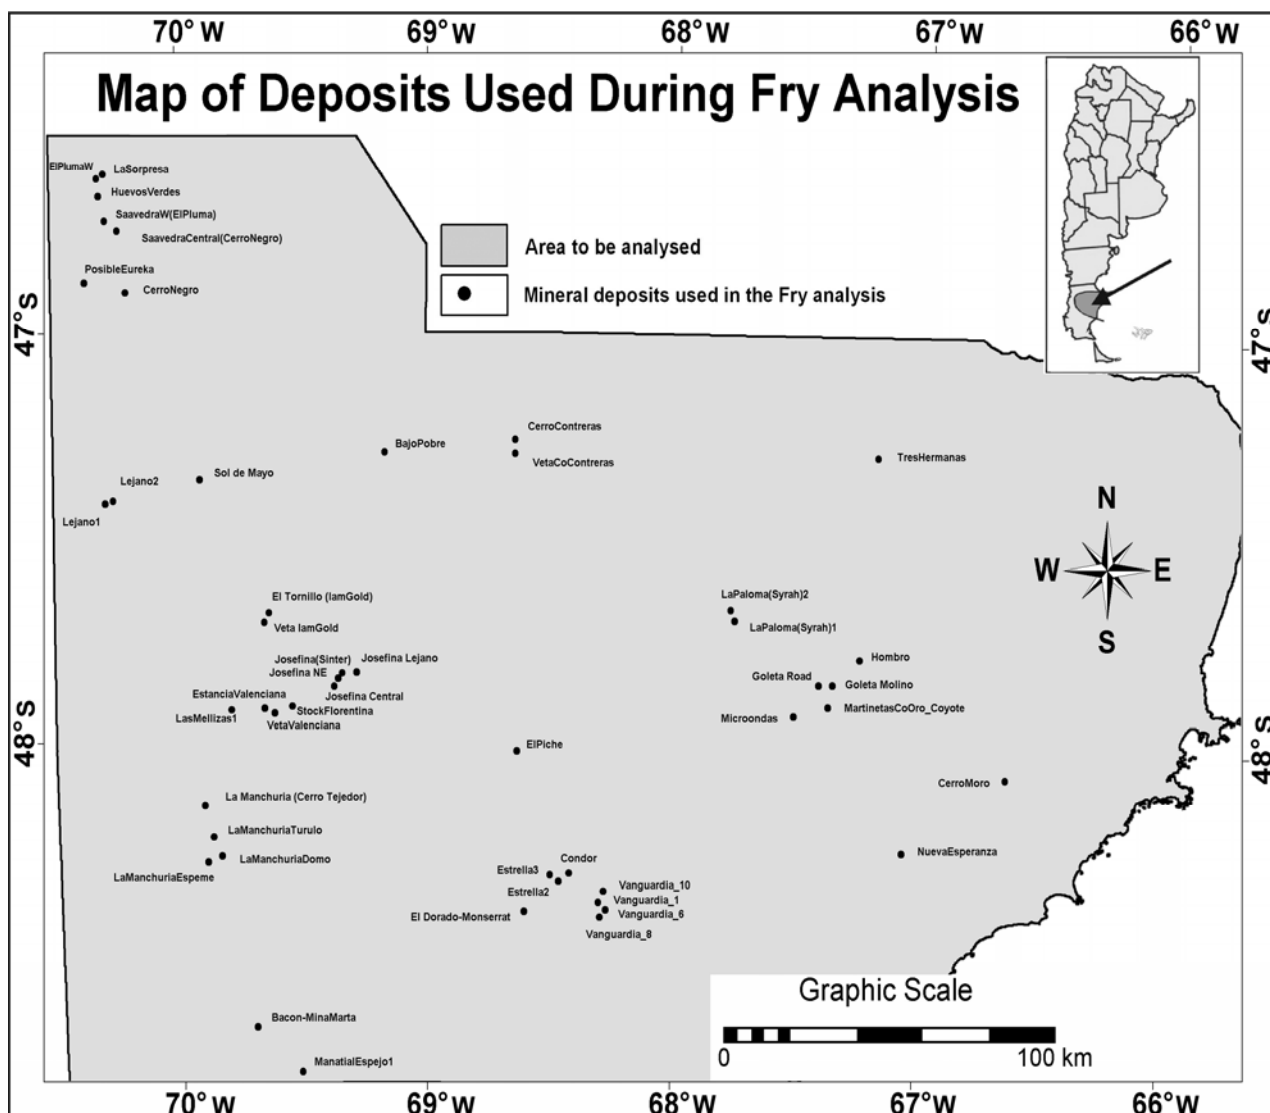 70° W 69° W 68° W 67° W 66° W
Map of Deposits Used During Fry Analysis
ElPlumaW
LaSorpresa
HuevosVerdes
SaavedraW(ElPluma)
SaavedraCentral(CerroNegro)
Area to be analysed
PosibleEureka
CerroNegro
Mineral deposits used in the Fry analysis
47° S
47° S
CerroContreras
BajoPobre
VetaCoContreras
TresHermanas
Sol de Mayo
Lejano2
Lejano1
N
W E
S
El Tornillo (IamGold)
Veta IamGold
LaPaloma(Syrah)2
LaPaloma(Syrah)1
Josefina(Sinter)
Josefina Lejano
Josefina NE
Hombro
Goleta Road
Goleta Molino
EstanciaValenciana
Josefina Central
StockFlorentina
MartinetasCoOro_Coyote
LasMellizas1
VetaValenciana
Microondas
48° S
48° S
ElPiche
CerroMoro
La Manchuria (Cerro Tejedor)
LaManchuriaTurulo
LaManchuriaDomo
LaManchuriaEspeme
NuevaEsperanza
Condor
Estrella3
Estrella2
Vanguardia_10
Vanguardia_1
Vanguardia_6
El Dorado-Monserrat
Vanguardia_8
Graphic Scale
0 100 km
Bacon-MinaMarta
ManatialEspejo1
70° W 69° W 68° W 67° W 66° W